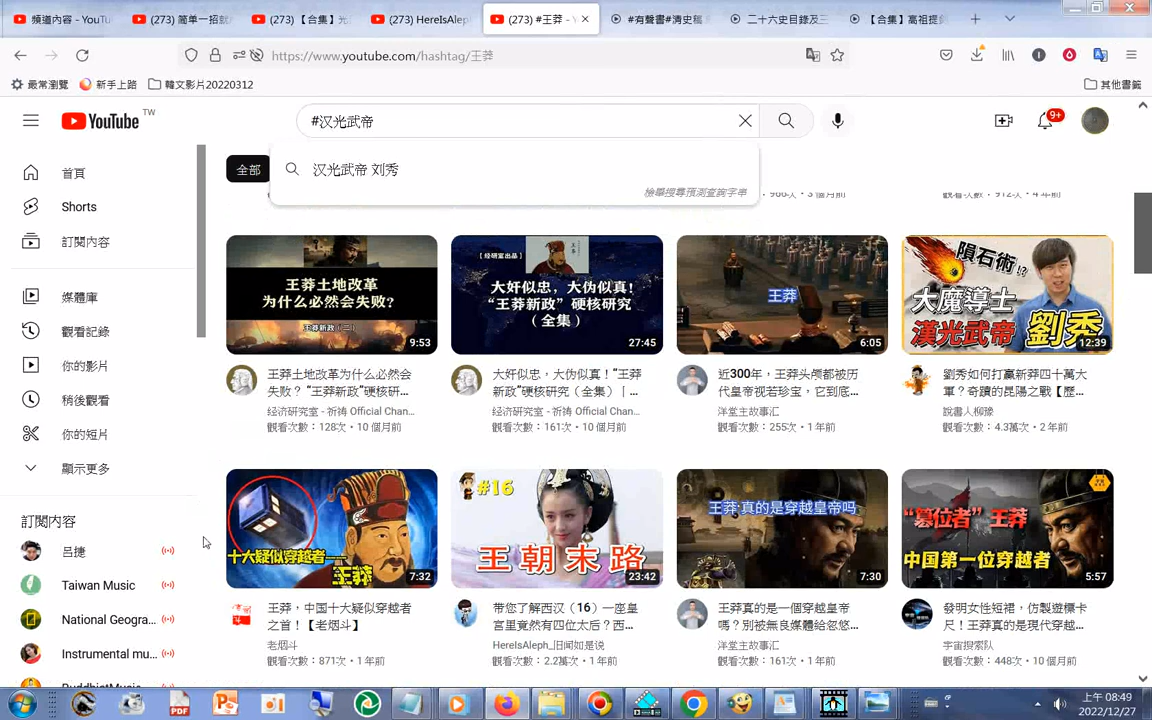 頻道內容 - YouTu
(273) 简单一招歕
(273) 【合集】光
(273) HereIsAlep
(273) #王莽 - Y
#有聲書#清史稿
二十六史目錄及三
【合集】高祖提劍
https://www.youtube.com/hashtag/王莽
最常瀏覽
新手上路
韓文影片20220312
其他書籤
YouTube TW
#汉光武帝
9+
汉光武帝 刘秀
檢舉搜尋預測查詢字串
全部
首頁
Shorts
訂閱內容
媒體庫
觀看記錄
你的影片
稍後觀看
你的短片
顯示更多
訂閱內容
呂捷
Taiwan Music
National Geogra...
Instrumental mu...
王莽土地改革
为什么必然会失败?
王莽新政(二)
9:53
王莽土地改革为什么必然会
失败? “王莽新政”硬核研...
经济研究室 - 祈祷 Official Chan...
觀看次數:128次 · 10 個月前
【经研室出品】
大奸似忠,大伪似真!
“王莽新政” 硬核研究
(全集)
27:45
大奸似忠,大伪似真! “王莽
新政”硬核研究(全集)丨...
经济研究室 - 祈祷 Official Chan...
觀看次數:161次 · 10 個月前
王莽
6:05
近300年,王莽头颅都被历
代皇帝视若珍宝,它到底...
洋堂主故事汇
觀看次數:255次 · 1 年前
隕石術!?
大魔導士
漢光武帝 劉秀
12:39
劉秀如何打贏新莽四十萬大
軍?奇蹟的昆陽之戰【歷...
說書人柳豫
觀看次數:4.3萬次 · 2 年前
十大疑似穿越者——
王莽
7:32
王莽,中国十大疑似穿越者
之首!【老烟斗】
老烟斗
觀看次數:871次 · 1 年前
#16
王朝末路
23:42
带您了解西汉(16)一座皇
宫里竟然有四位太后?西...
HereIsAleph_旧闻如是说
觀看次數:2.2萬次 · 1 年前
王莽:真的是穿越皇帝吗
7:30
王莽真的是一個穿越皇帝
嗎?別被無良媒體給忽悠...
洋堂主故事汇
觀看次數:161次 · 1 年前
“篡位者”王莽
中国第一位穿越者
5:57
發明女性短裙,仿製遊標卡
尺!王莽真的是現代穿越...
宇宙搜索队
觀看次數:448次 · 10 個月前
上午 08:49
2022/12/27